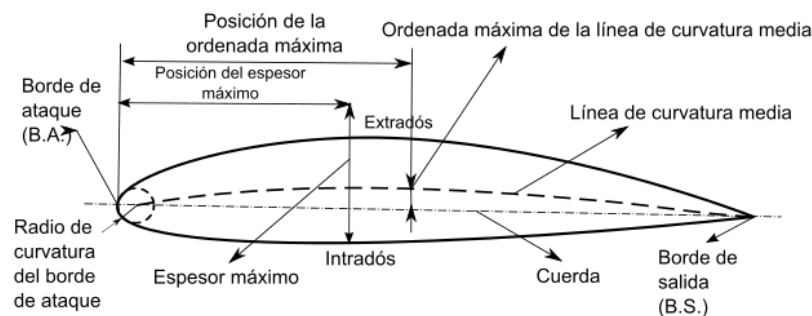 Posición de la
ordenada máxima
Ordenada máxima de la línea de curvatura media
Posición del espesor
máximo
Borde de
ataque
(B.A.)
Extradós
Línea de curvatura media
Radio de
curvatura
del borde
de ataque
Espesor máximo
Intradós
Cuerda
Borde de
salida
(B.S.)